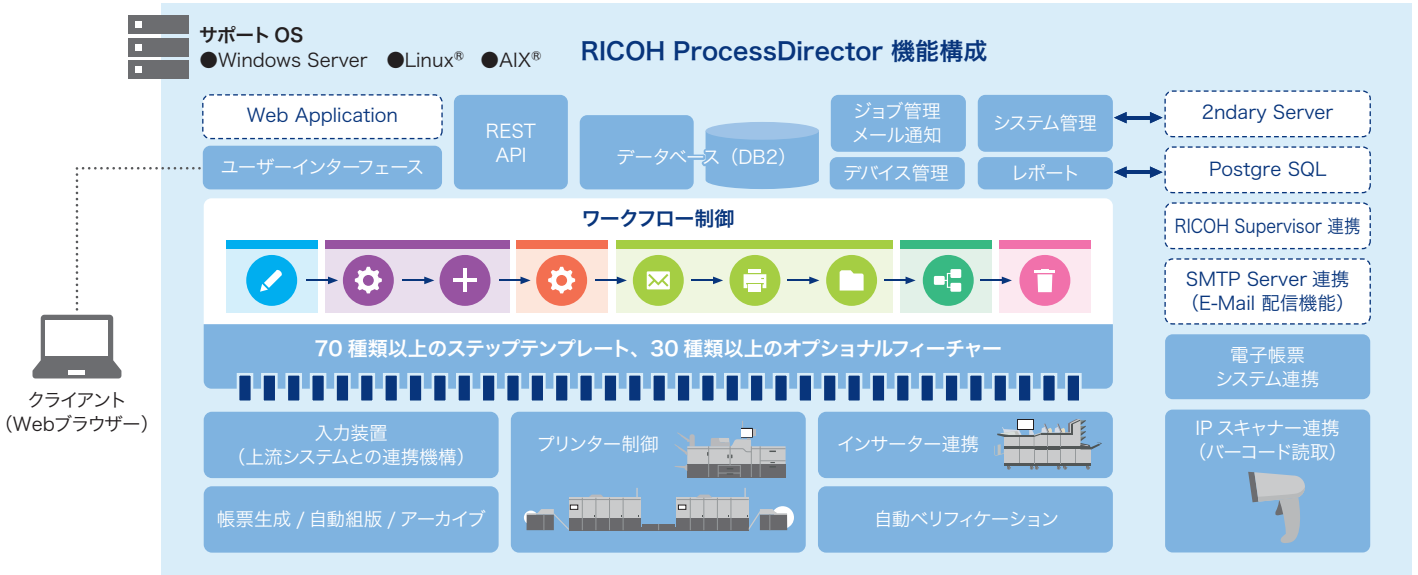 サポート OS
●Windows Server ●Linux® ●AIX®
RICOH ProcessDirector 機能構成
Web Application
ユーザーインターフェース
REST
API
データベース（DB2）
ジョブ管理
メール通知
デバイス管理
システム管理
レポート
2ndary Server
Postgre SQL
RICOH Supervisor 連携
SMTP Server 連携
（E-Mail 配信機能）
電子帳票
システム連携
IP スキャナー連携
（バーコード読取）
ワークフロー制御
70 種類以上のステップテンプレート、30 種類以上のオプショナルフィーチャー
クライアント
（Webブラウザー）
入力装置
（上流システムとの連携機構）
プリンター制御
インサーター連携
帳票生成 / 自動組版 / アーカイブ
自動ベリフィケーション